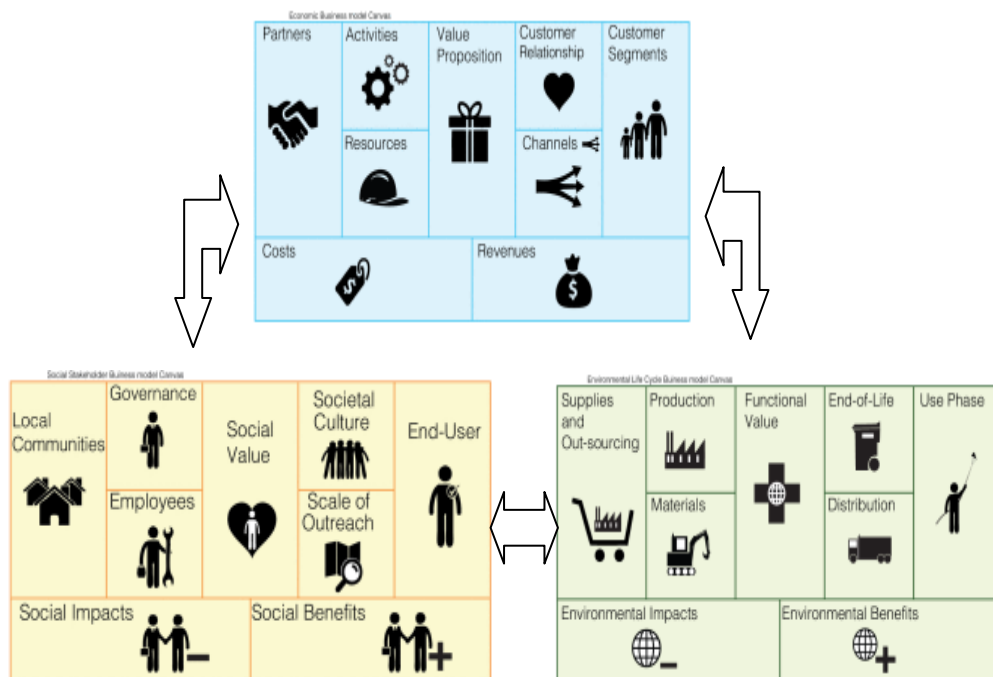 Economic Business model Canvas
Partners
Activities
Value
Proposition
Customer
Relationship
Customer
Segments
Resources
Channels
Costs
Revenues
$
$
Social Stakeholder Buiness model Canvas
Local
Communities
Governance
Social
Value
Societal
Culture
End-User
Employees
Scale of
Outreach
Social Impacts
Social Benefits
Environmental Life Cycle Buiness model Canvas
Supplies
and
Out-sourcing
Production
Functional
Value
End-of-Life
Use Phase
Materials
Distribution
Environmental Impacts
Environmental Benefits